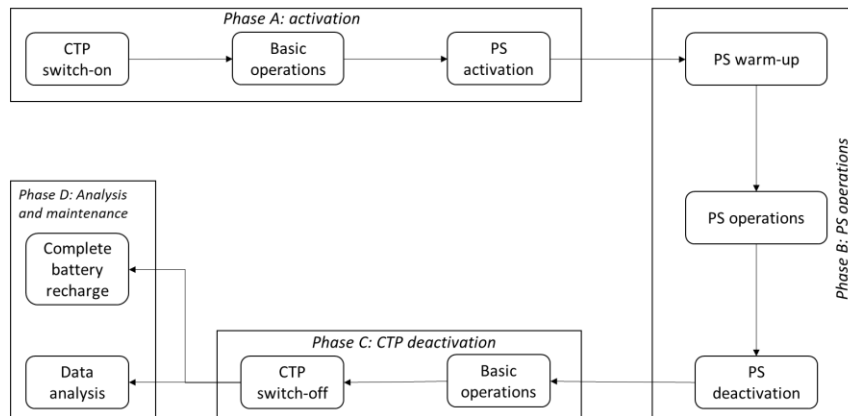 Phase A: activation
CTP
switch-on
Basic
operations
PS
activation
PS warm-up
PS operations
PS
deactivation
Phase B: PS operations
Phase C: CTP deactivation
Basic
operations
CTP
switch-off
Phase D: Analysis
and maintenance
Complete
battery
recharge
Data
analysis